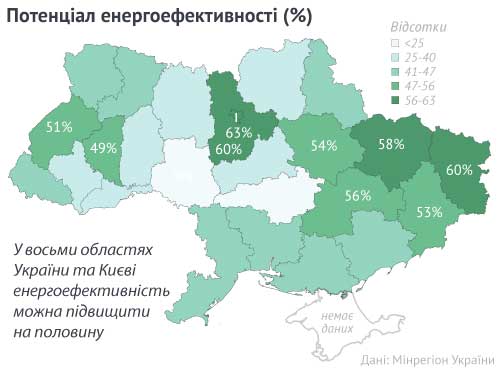 Потенціал енергоефективності (%)
Відсотки
<25
25-40
41-47
47-56
56-63
51%
49%
63%
60%
54%
58%
60%
56%
53%
У восьми областях
України та Києві
енергоефективність
можна підвищити
на половину
немає
даних
Дані: Мінрегіон України